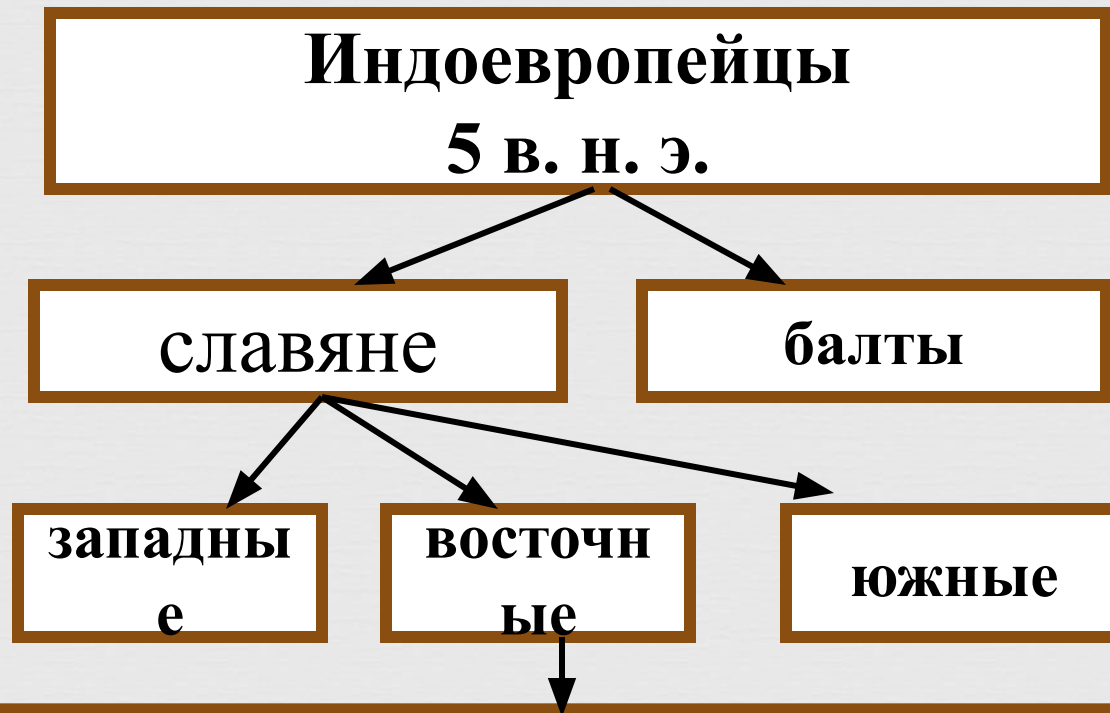 Индоевропейцы
5 в. н. э.
славяне
балты
западны
е
восточн
ые
южные